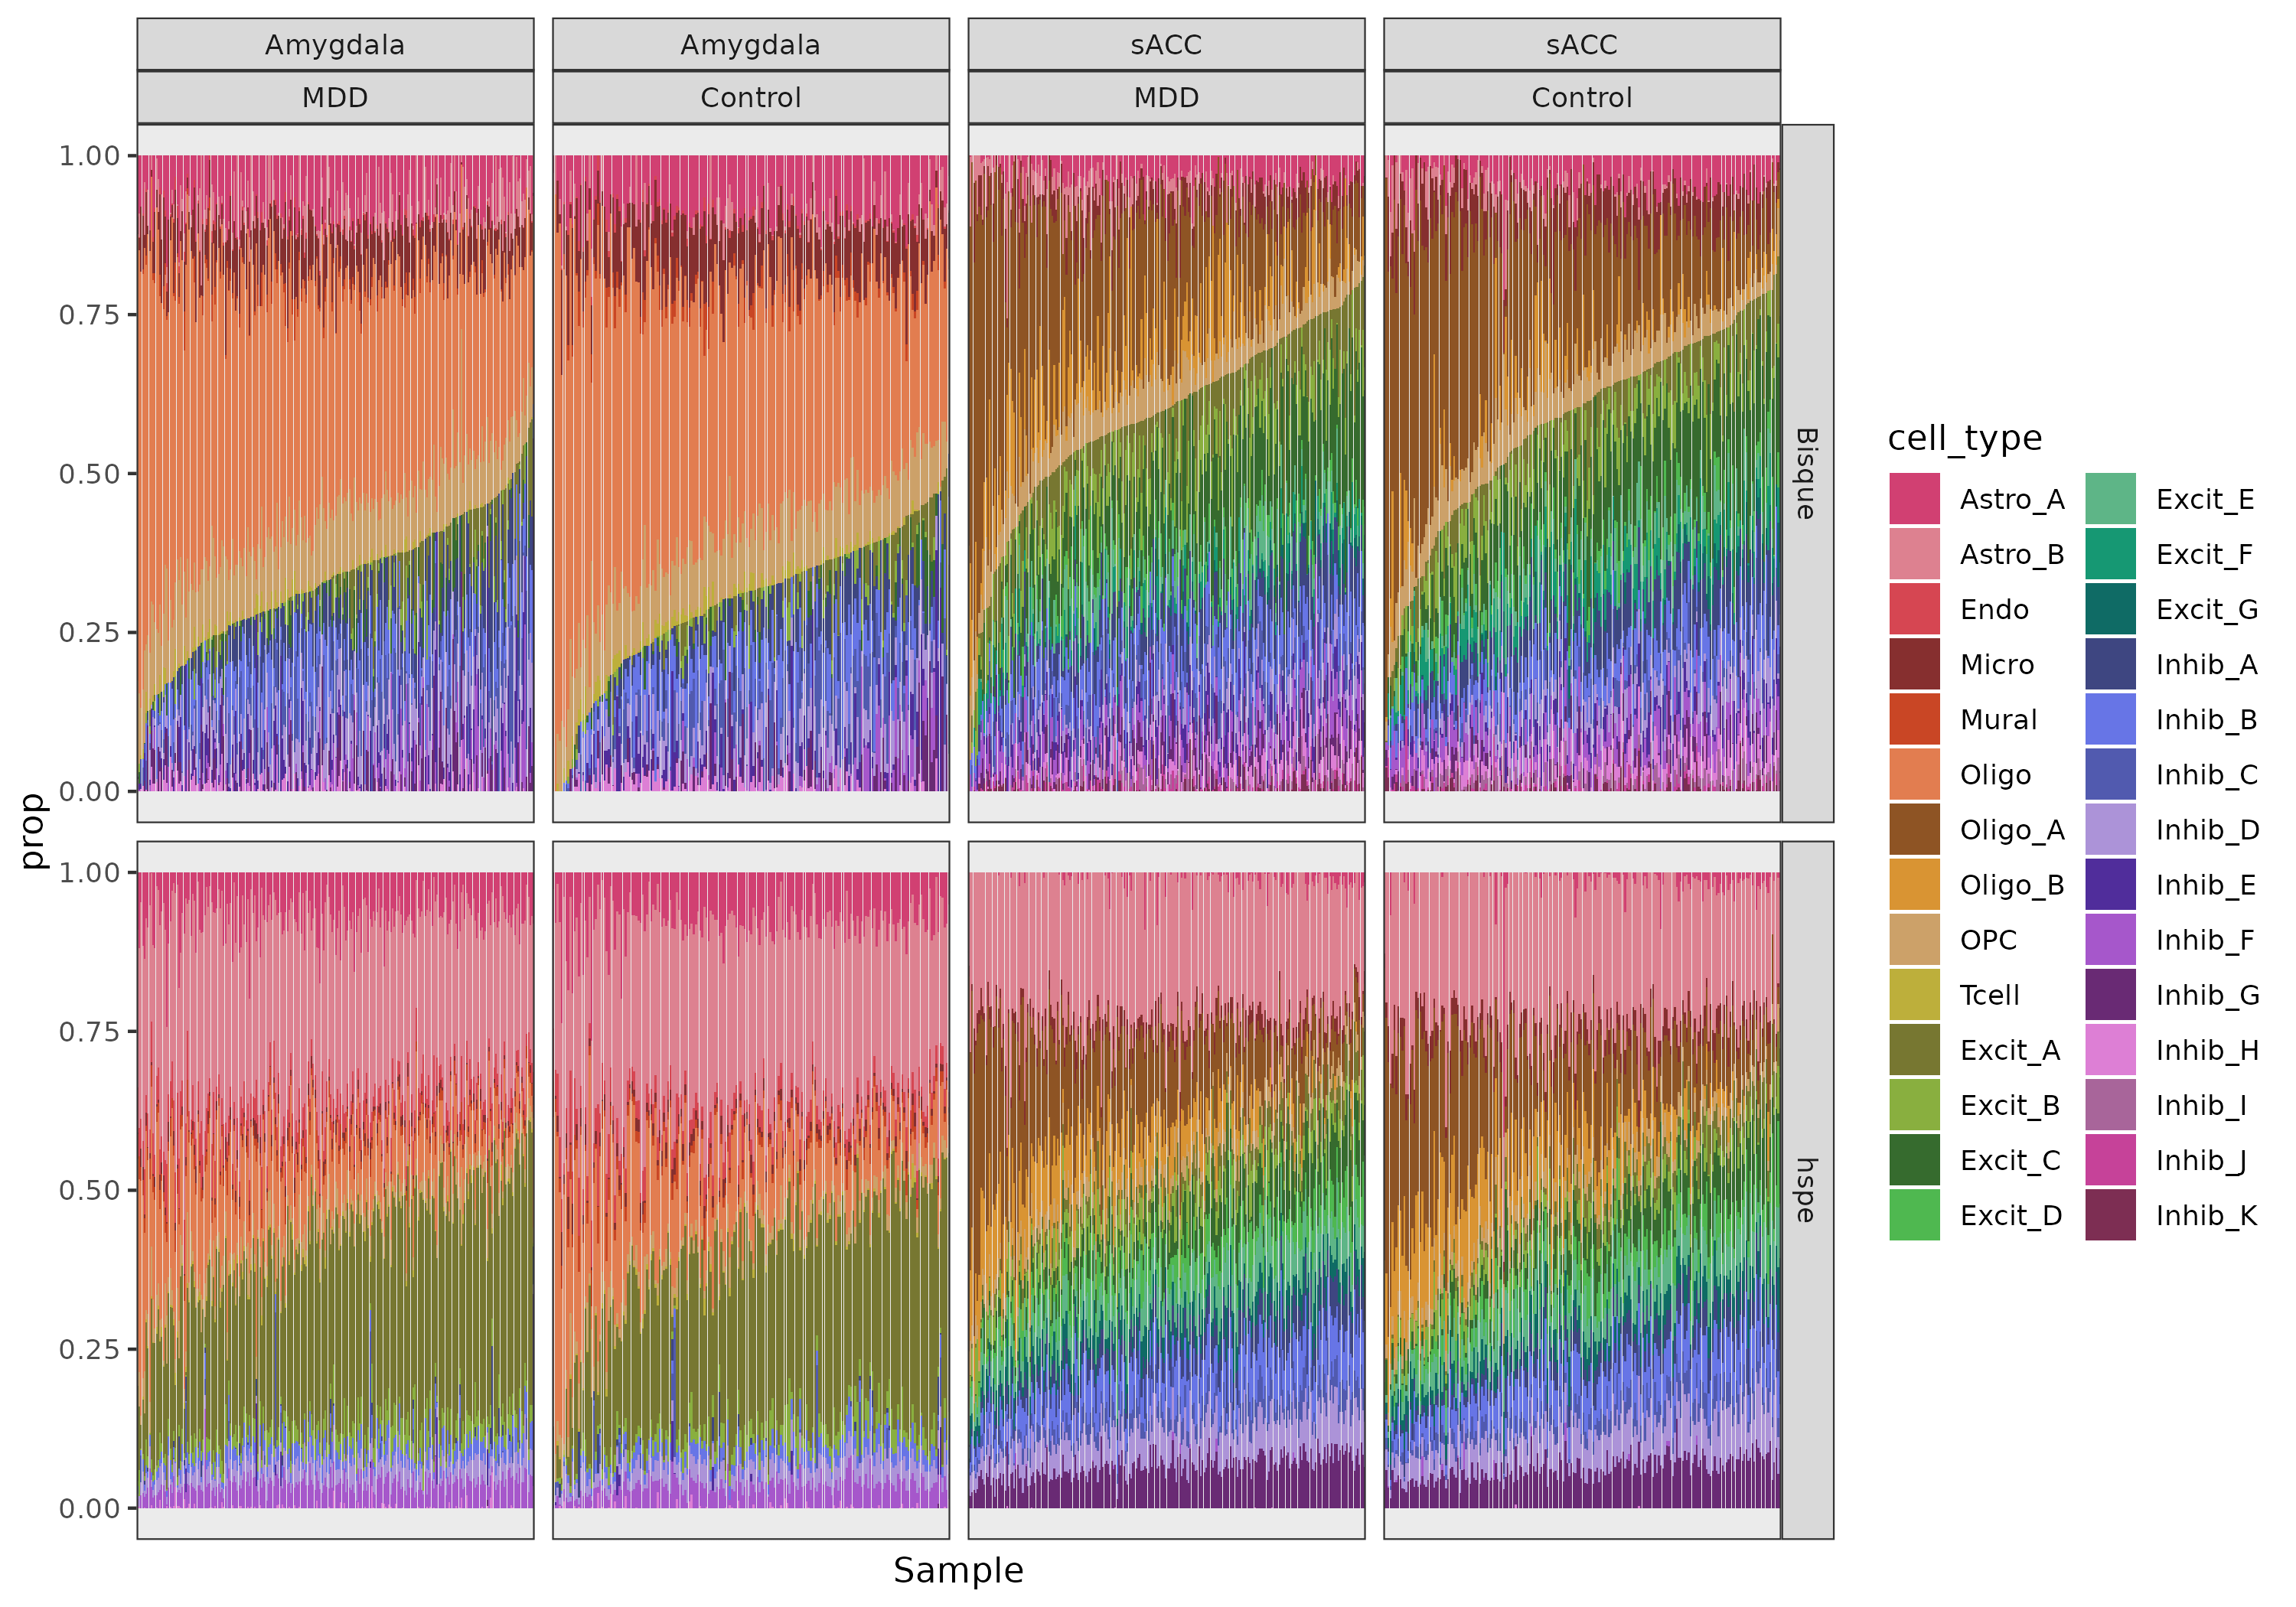 Amygdala Amygdala sACC sACC
MDD Control MDD Control
prop
1.00
0.75
0.50
0.25
0.00
Bisque
1.00
0.75
0.50
0.25
0.00
hspe
Sample
cell_type
Astro_A Excit_E
Astro_B Excit_F
Endo Excit_G
Micro Inhib_A
Mural Inhib_B
Oligo Inhib_C
Oligo_A Inhib_D
Oligo_B Inhib_E
OPC Inhib_F
Tcell Inhib_G
Excit_A Inhib_H
Excit_B Inhib_I
Excit_C Inhib_J
Excit_D Inhib_K